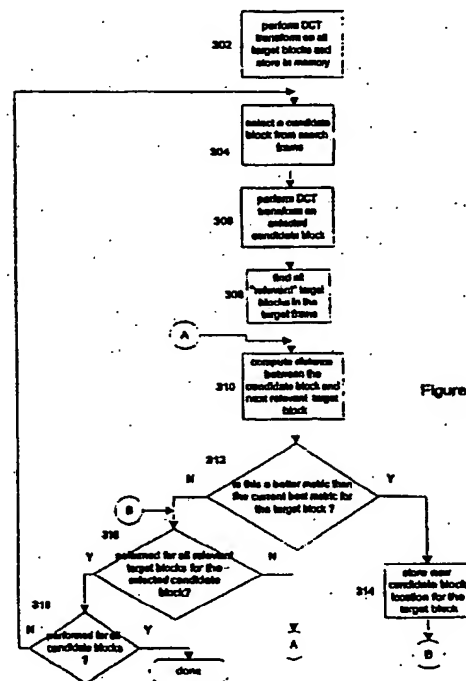 302
perform DCT
transform on all
target blocks and
store in memory
select a candidate
block from search
frame
304
perform DCT
transform on
selected
candidate block
306
find all
"relevant" target
blocks in the
target frame
308
A
compute distance
between the
candidate block and
next relevant target
block
310
Figure
312
N
is this a better metric than
the current best metric for
the target block ?
Y
B
316
Y
performed for all relevant
target blocks for the
selected candidate
block?
N
314
store new
candidate block
location for the
target block
318
N
performed for all
candidate blocks
?
Y
done
A
B